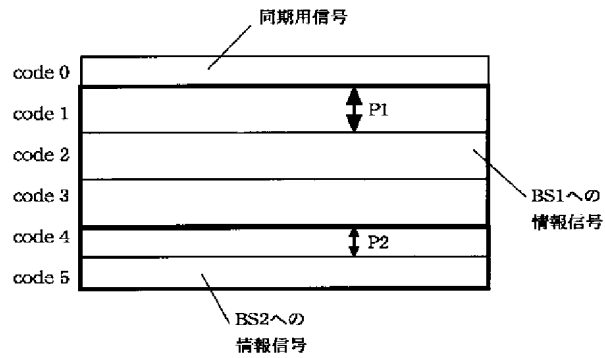 同期用信号
code 0
code 1
P1
code 2
code 3
BS1への
情報信号
code 4
P2
code 5
BS2への
情報信号